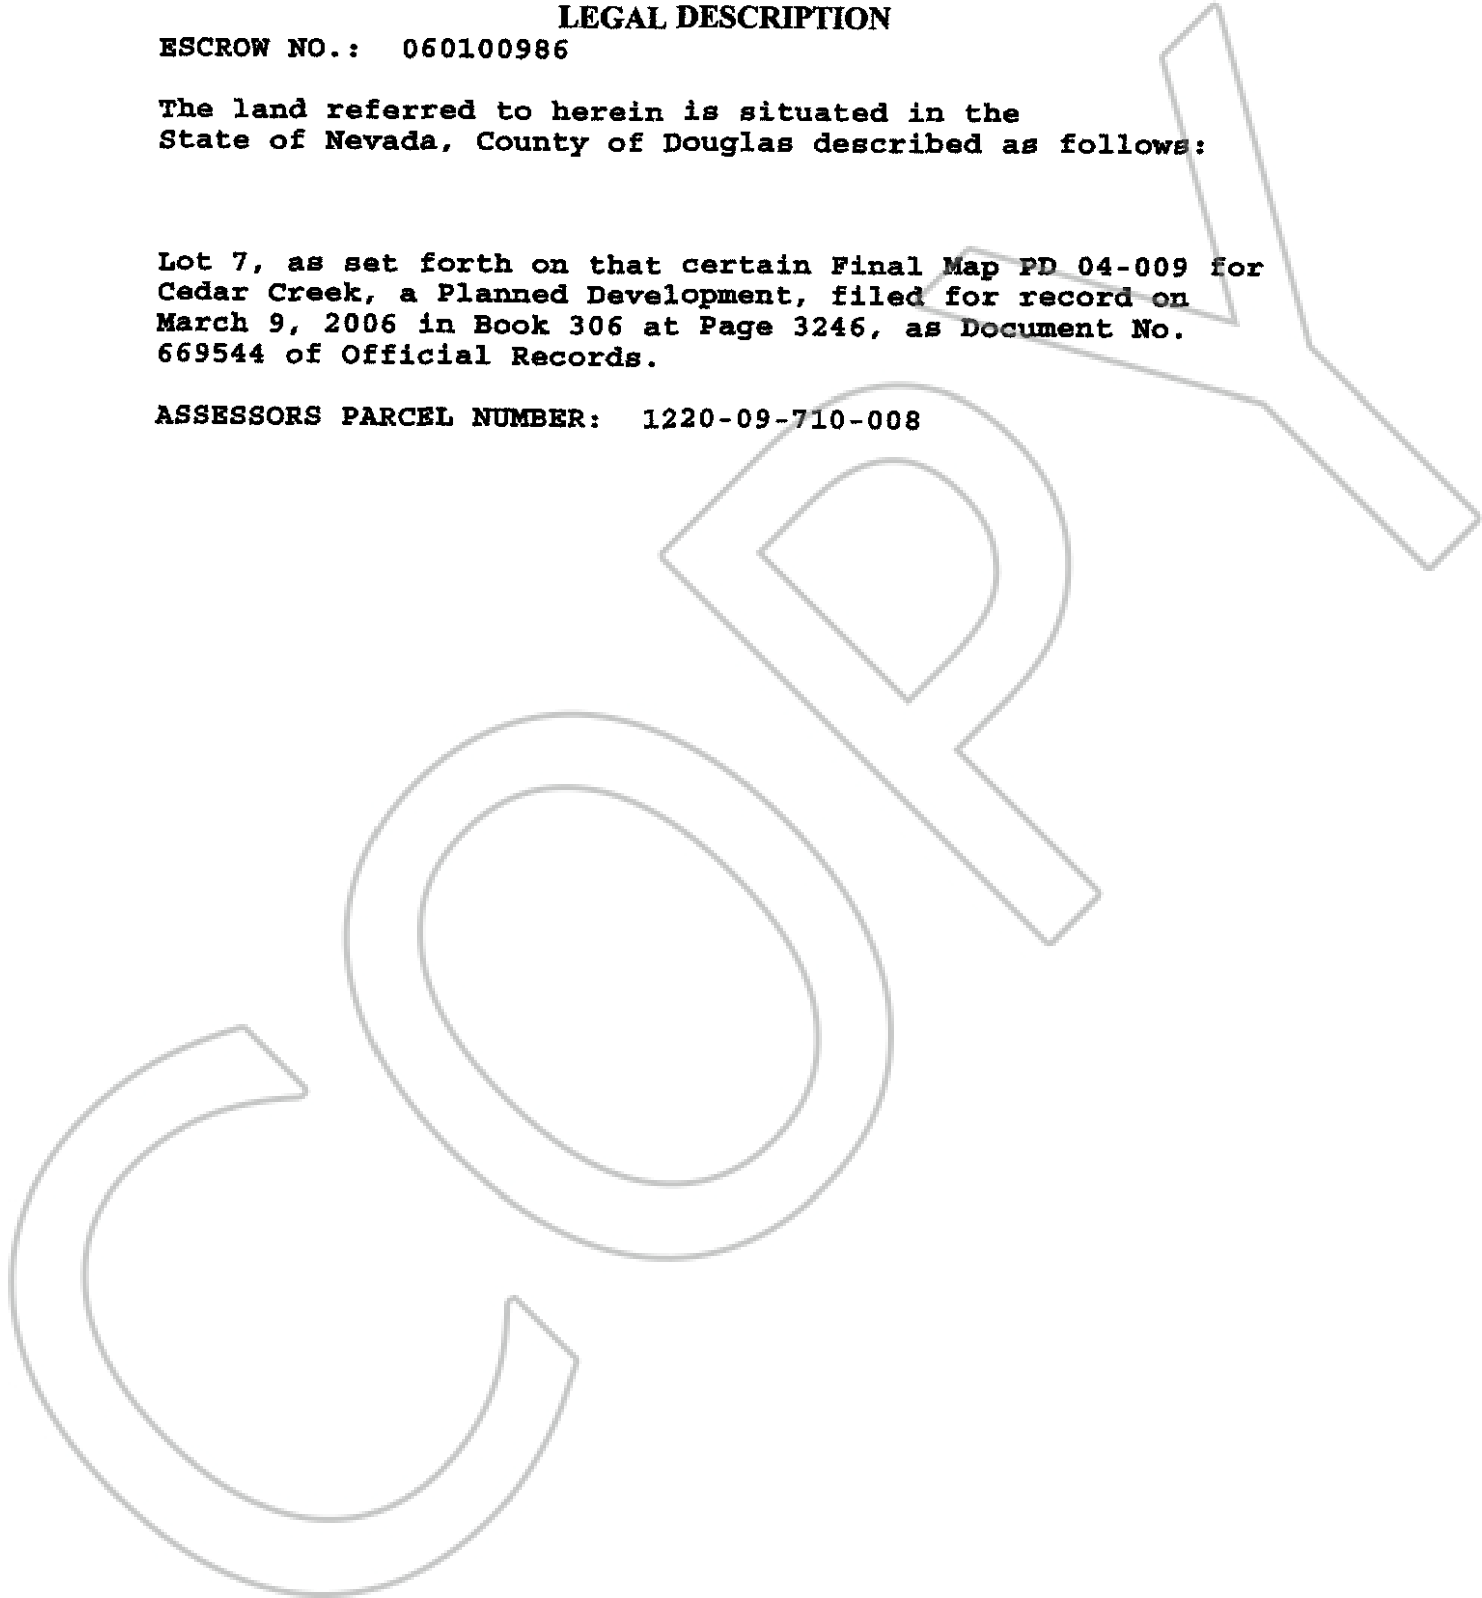 LEGAL DESCRIPTION
ESCROW NO.: 060100986
The land referred to herein is situated in the
State of Nevada, County of Douglas described as follows:
Lot 7, as set forth on that certain Final Map PD 04-009 for
Cedar Creek, a Planned Development, filed for record on
March 9, 2006 in Book 306 at Page 3246, as Document No.
669544 of Official Records.
ASSESSORS PARCEL NUMBER: 1220-09-710-008
COPY